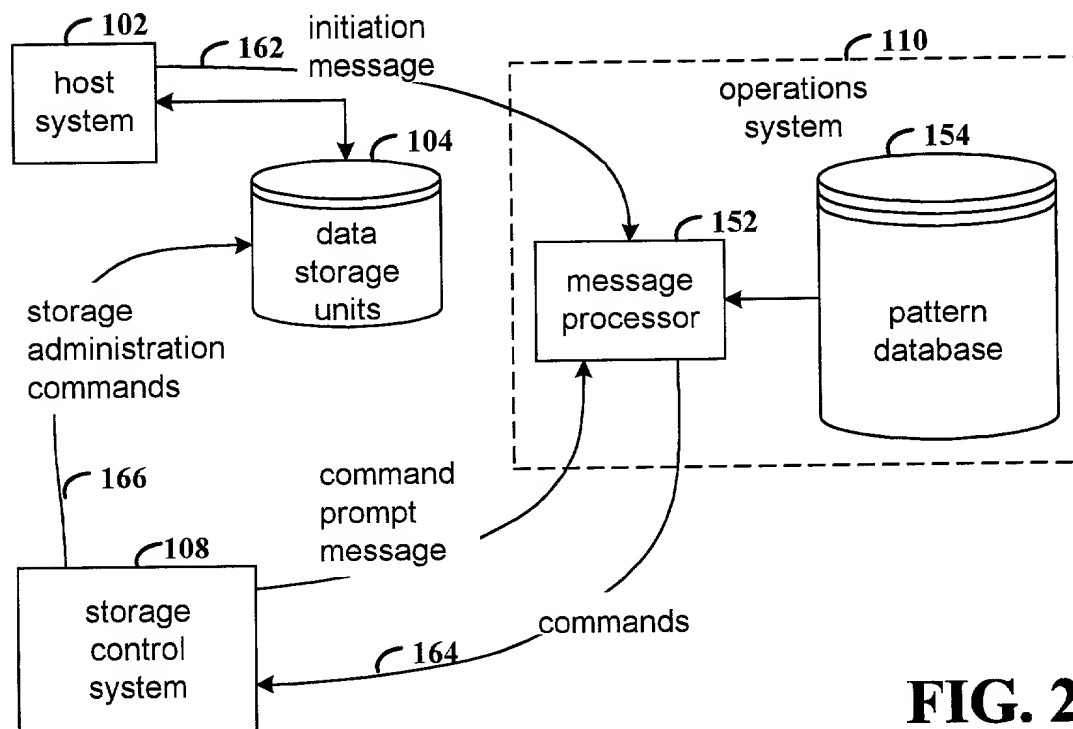 102
162
initiation
message
110
host
system
operations
system
104
154
data
storage
units
152
message
processor
pattern
database
storage
administration
commands
166
command
prompt
message
108
storage
control
system
commands
164
FIG. 2